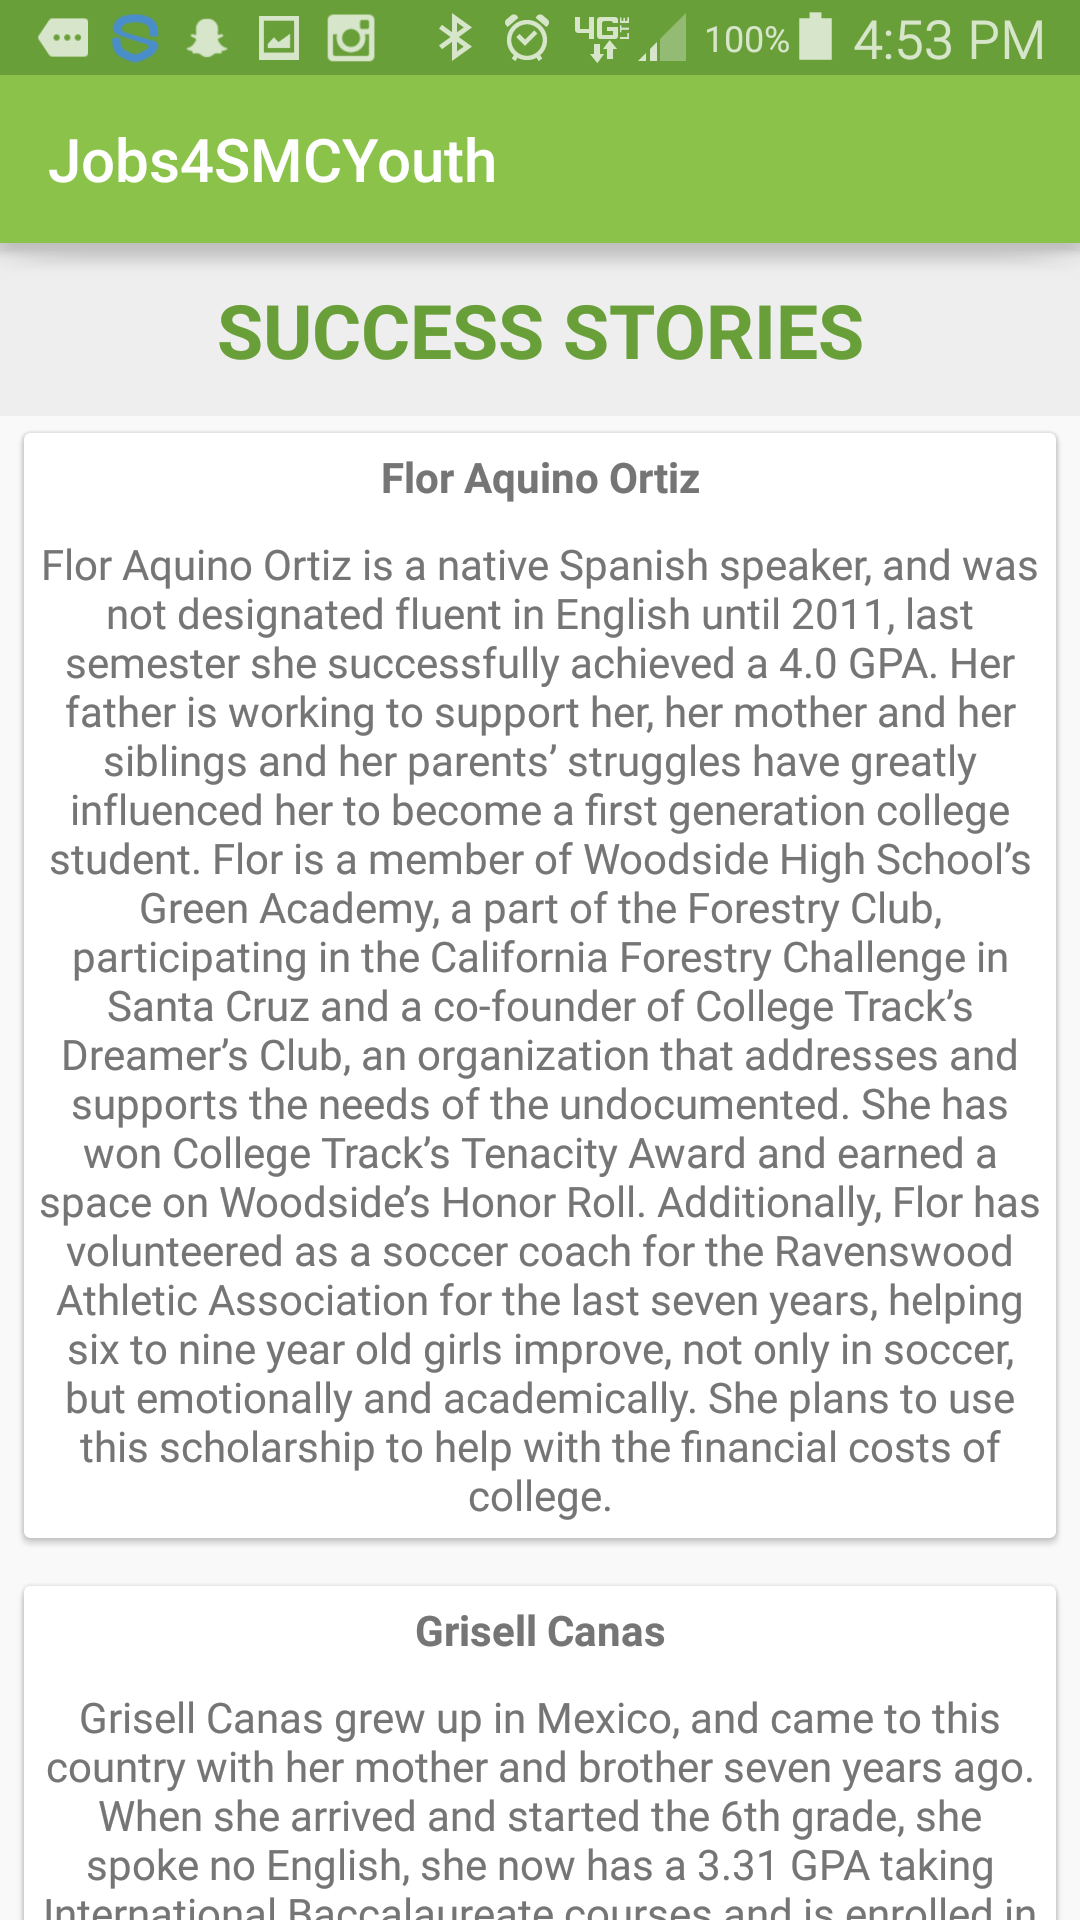 4G LTE 100% 4:53 PM
Jobs4SMCYouth
SUCCESS STORIES
Flor Aquino Ortiz
Flor Aquino Ortiz is a native Spanish speaker, and was
not designated fluent in English until 2011, last
semester she successfully achieved a 4.0 GPA. Her
father is working to support her, her mother and her
siblings and her parents’ struggles have greatly
influenced her to become a first generation college
student. Flor is a member of Woodside High School’s
Green Academy, a part of the Forestry Club,
participating in the California Forestry Challenge in
Santa Cruz and a co-founder of College Track’s
Dreamer’s Club, an organization that addresses and
supports the needs of the undocumented. She has
won College Track’s Tenacity Award and earned a
space on Woodside’s Honor Roll. Additionally, Flor has
volunteered as a soccer coach for the Ravenswood
Athletic Association for the last seven years, helping
six to nine year old girls improve, not only in soccer,
but emotionally and academically. She plans to use
this scholarship to help with the financial costs of
college.
Grisell Canas
Grisell Canas grew up in Mexico, and came to this
country with her mother and brother seven years ago.
When she arrived and started the 6th grade, she
spoke no English, she now has a 3.31 GPA taking
International Baccalaureate courses and is enrolled in